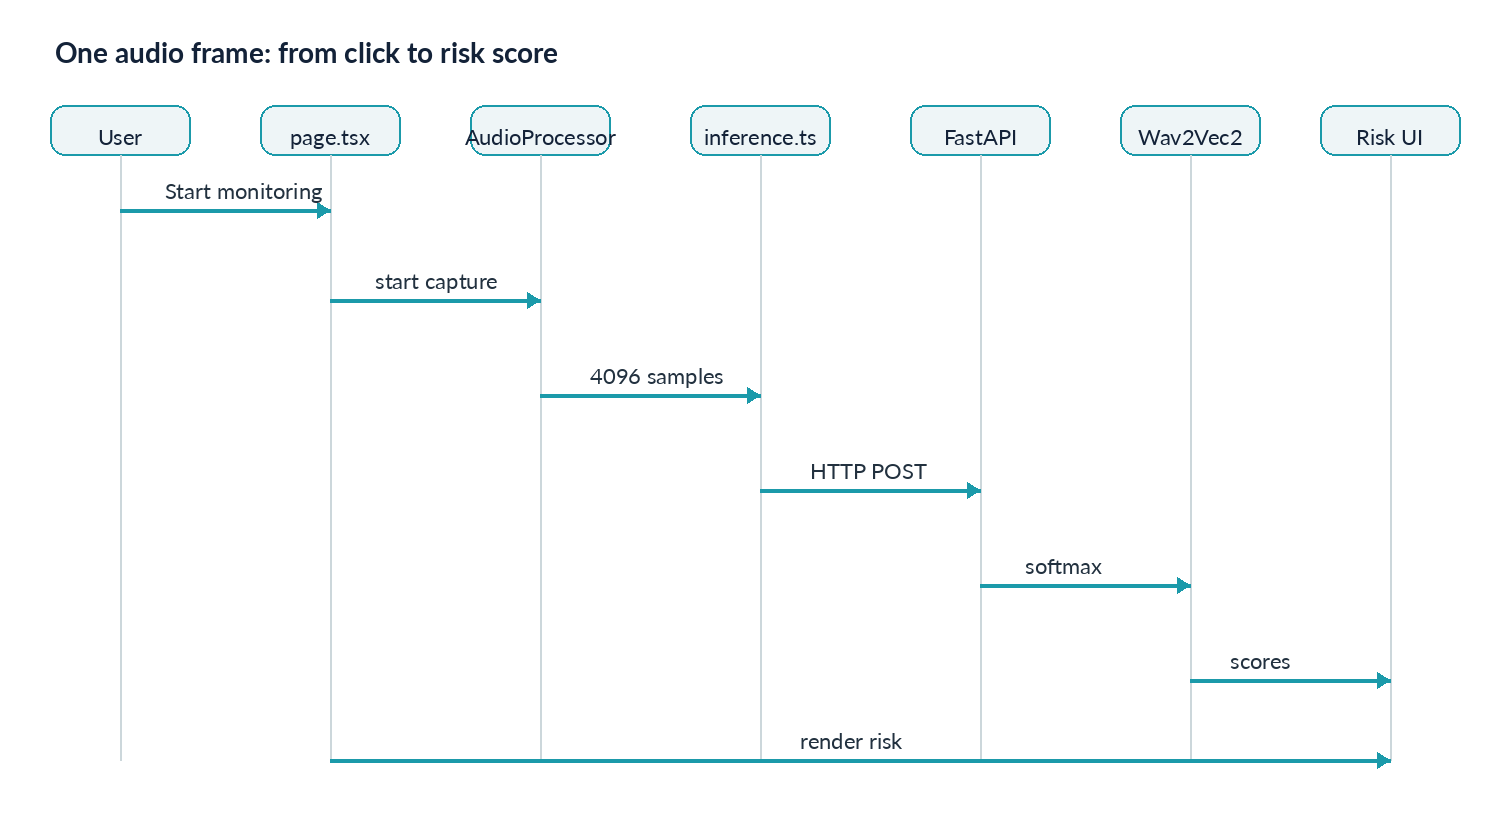 One audio frame: from click to risk score
User
page.tsx
AudioProcessor
inference.ts
FastAPI
Wav2Vec2
Risk UI
Start monitoring
start capture
4096 samples
HTTP POST
softmax
scores
render risk